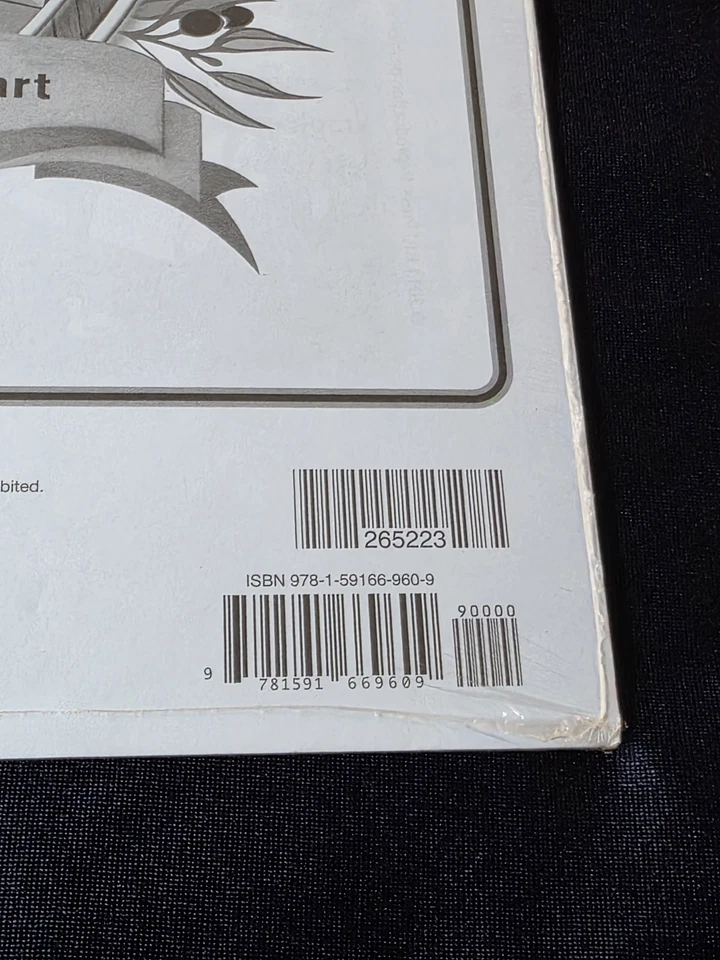 art
bited.
265223
ISBN 978-1-59166-960-9
90000
9 781591 669609